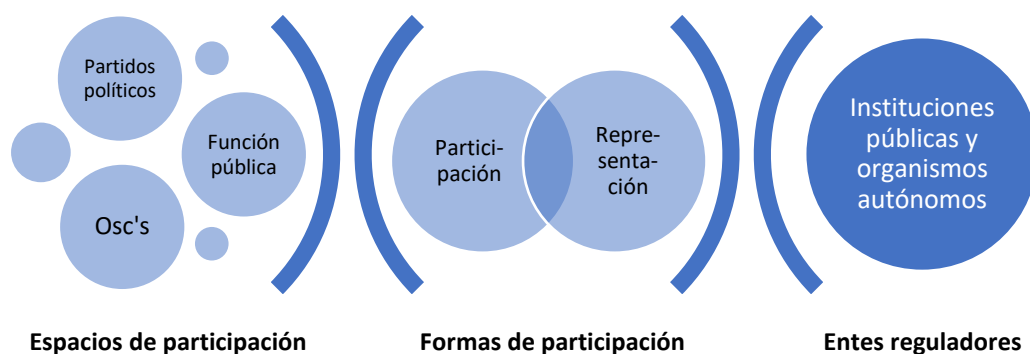 Partidos
políticos
Función
pública
Osc's
Partici-
pación
Repre-
senta-
ción
Instituciones
públicas y
organismos
autónomos
Espacios de participación
Formas de participación
Entes reguladores